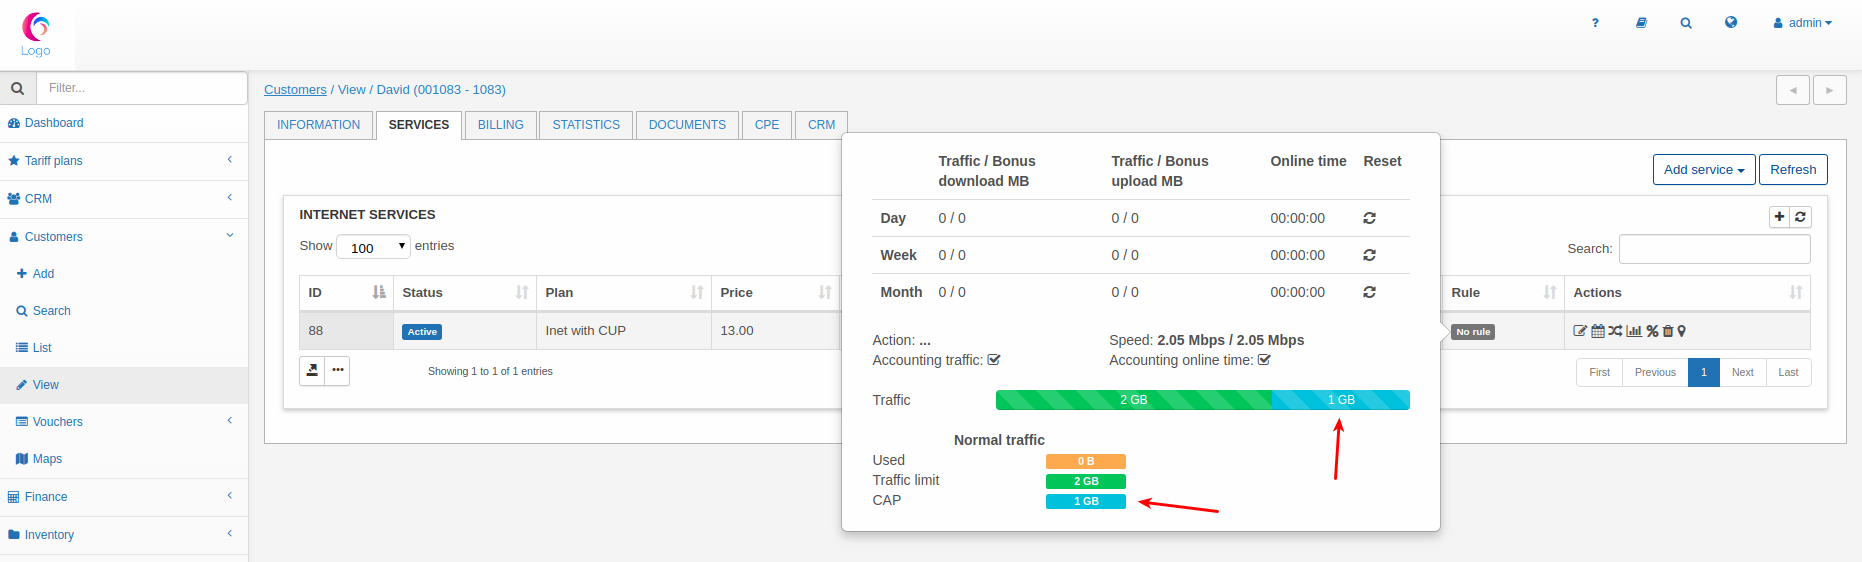 Logo
?
admin
Filter...
Customers / View / David (001083 - 1083)
Dashboard
Tariff plans
CRM
Customers
Add
Search
List
View
Vouchers
Maps
Finance
Inventory
INFORMATION
SERVICES
BILLING
STATISTICS
DOCUMENTS
CPE
CRM
Add service
Refresh
INTERNET SERVICES
Show 100 entries
Search:
ID Status Plan Price Rule Actions
88 Active Inet with CUP 13.00 No rule
Showing 1 to 1 of 1 entries
First Previous 1 Next Last
Traffic / Bonus download MB
Traffic / Bonus upload MB
Online time
Reset
Day 0 / 0 0 / 0 00:00:00
Week 0 / 0 0 / 0 00:00:00
Month 0 / 0 0 / 0 00:00:00
Action: ... Speed: 2.05 Mbps / 2.05 Mbps
Accounting traffic: Accounting online time:
Traffic 2 GB 1 GB
Normal traffic
Used 0 B
Traffic limit 2 GB
CAP 1 GB